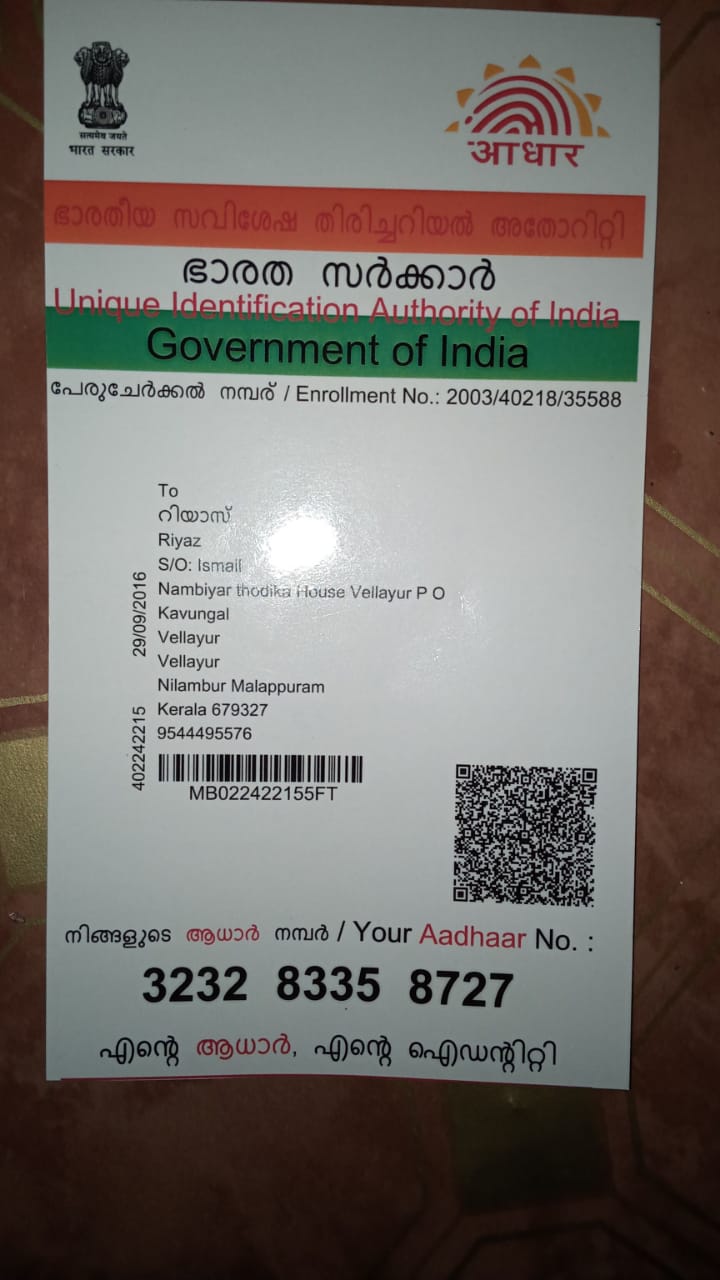 सत्यमेव जयते
भारत सरकार
आधार
ഭാരതീയ സവിശേഷ തിരിച്ചറിയൽ അതോറിറ്റി
ഭാരത സർക്കാർ
Unique Identification Authority of India
Government of India
പേരുചേർക്കൽ നമ്പര് / Enrollment No.: 2003/40218/35588
To
റിയാസ്
Riyaz
S/O: Ismail
Nambiyar thodika House Vellayur P O
Kavungal
Vellayur
Vellayur
Nilambur Malappuram
Kerala 679327
9544495576
29/09/2016
402242215
MB022422155FT
നിങ്ങളുടെ ആധാർ നമ്പർ / Your Aadhaar No. :
3232 8335 8727
എന്റെ ആധാർ, എന്റെ ഐഡന്റിറ്റി